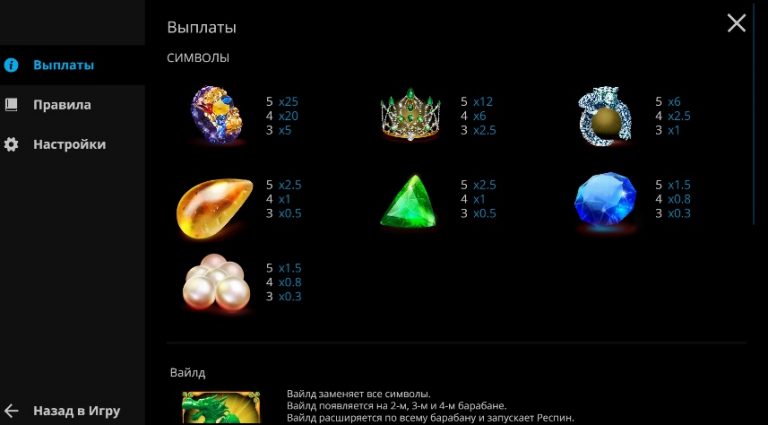 Выплаты
Правила
Настройки
Назад в Игру
Выплаты
СИМВОЛЫ
5 x25
4 x20
3 x5
5 x12
4 x6
3 x2.5
5 x6
4 x2.5
3 x1
5 x2.5
4 x1
3 x0.5
5 x2.5
4 x1
3 x0.5
5 x1.5
4 x0.8
3 x0.3
5 x1.5
4 x0.8
3 x0.3
Вайлд
Вайлд заменяет все символы.
Вайлд появляется на 2-м, 3-м и 4-м барабане.
Вайлд расширяется по всему барабану и запускает Респин.